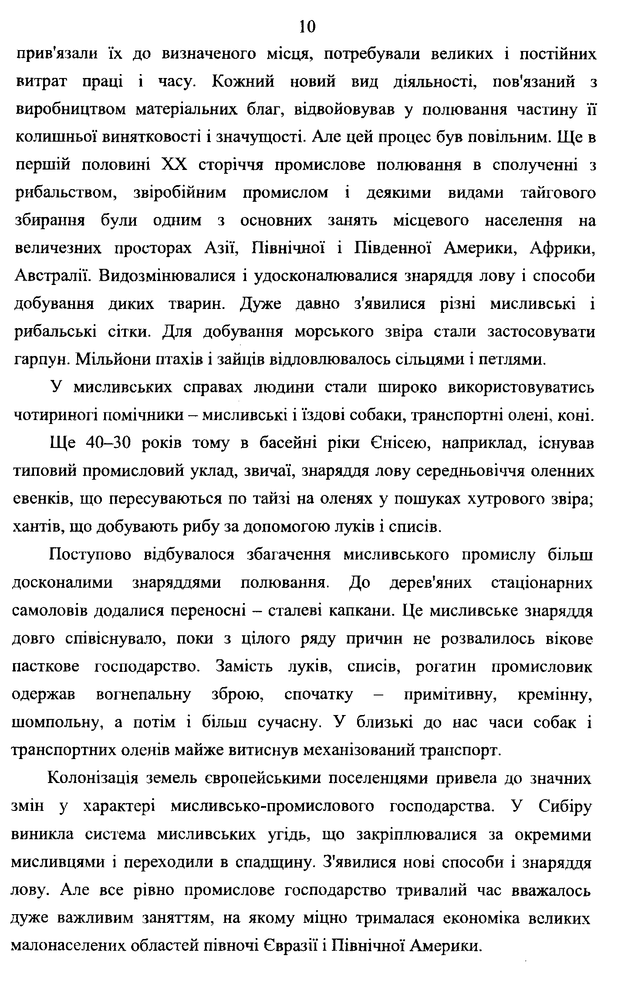 10
прив'язали їх до визначеного місця, потребували великих і постійних
витрат праці і часу. Кожний новий вид діяльності, пов'язаний з
виробництвом матеріальних благ, відвойовував у полювання частину її
колишньої винятковості і значущості. Але цей процес був повільним. Ще в
першій половині ХХ сторіччя промислове полювання в сполученні з
рибальством, звіробійним промислом і деякими видами тайгового
збирання були одним з основних занять місцевого населення на
величезних просторах Азії, Північної і Південної Америки, Африки,
Австралії. Видозмінювалися і удосконалювалися знаряддя лову і способи
добування диких тварин. Дуже давно з'явилися різні мисливські і
рибальські сітки. Для добування морського звіра стали застосовувати
гарпун. Мільйони птахів і зайців відловлювалось сільцями і петлями.
У мисливських справах людини стали широко використовуватись
чотириногі помічники – мисливські і їздові собаки, транспортні олені, коні.
Ще 40–30 років тому в басейні ріки Єнісею, наприклад, існував
типовий промисловий уклад, звичаї, знаряддя лову середньовіччя оленних
евенків, що пересуваються по тайзі на оленях у пошуках хутрового звіра;
хантів, що добувають рибу за допомогою луків і списів.
Поступово відбувалося збагачення мисливського промислу більш
досконалими знаряддями полювання. До дерев'яних стаціонарних
самоловів додалися переносні – сталеві капкани. Це мисливське знаряддя
довго співіснувало, поки з цілого ряду причин не розвалилось вікове
пасткове господарство. Замість луків, списів, рогатин промисловик
одержав вогнепальну зброю, спочатку – примітивну, кремінну,
шомпольну, а потім і більш сучасну. У близькі до нас часи собак і
транспортних оленів майже витиснув механізований транспорт.
Колонізація земель європейськими поселенцями привела до значних
змін у характері мисливсько-промислового господарства. У Сибіру
виникла система мисливських угідь, що закріплювалися за окремими
мисливцями і переходили в спадщину. З'явилися нові способи і знаряддя
лову. Але все рівно промислове господарство тривалий час вважалось
дуже важливим заняттям, на якому міцно трималася економіка великих
малонаселених областей півночі Євразії і Північної Америки.